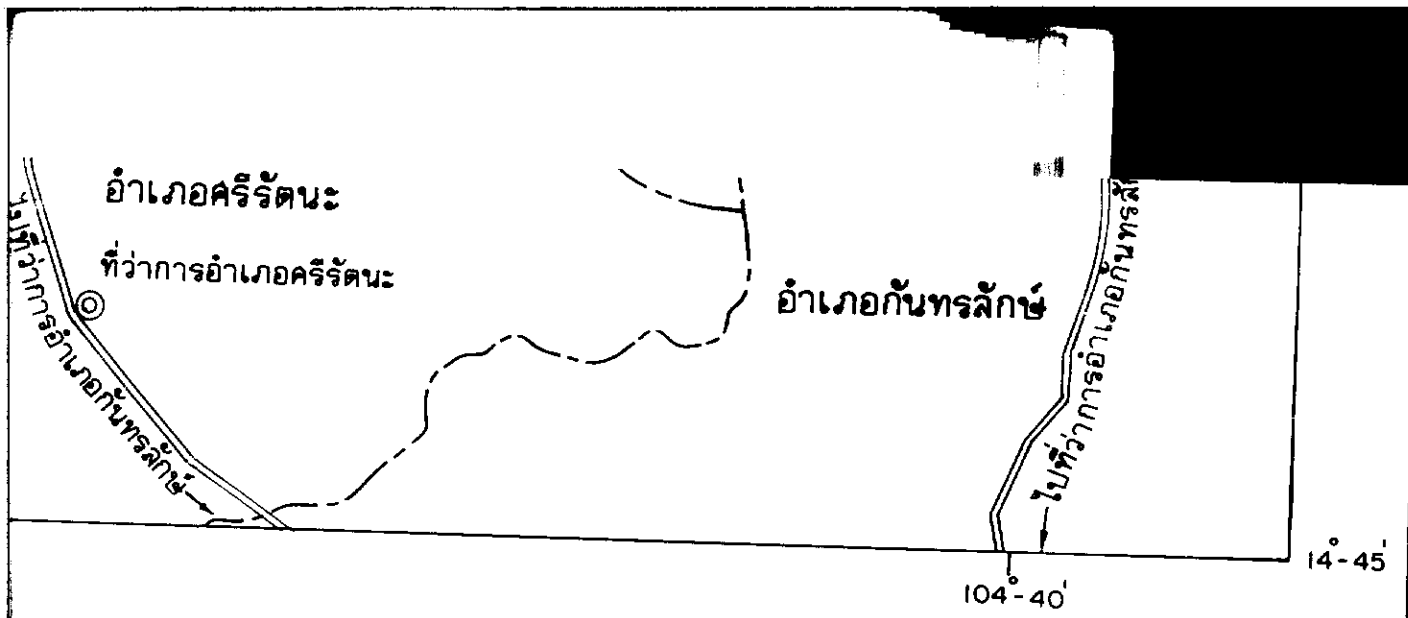 อำเภอศรีรัตนะ
ที่ว่าการอำเภอศรีรัตนะ
ไปที่ว่าการอำเภอกันทรลักษ์
อำเภอกันทรลักษ์
ไปที่ว่าการอำเภอกันทรลัก
14°-45'
104°-40'